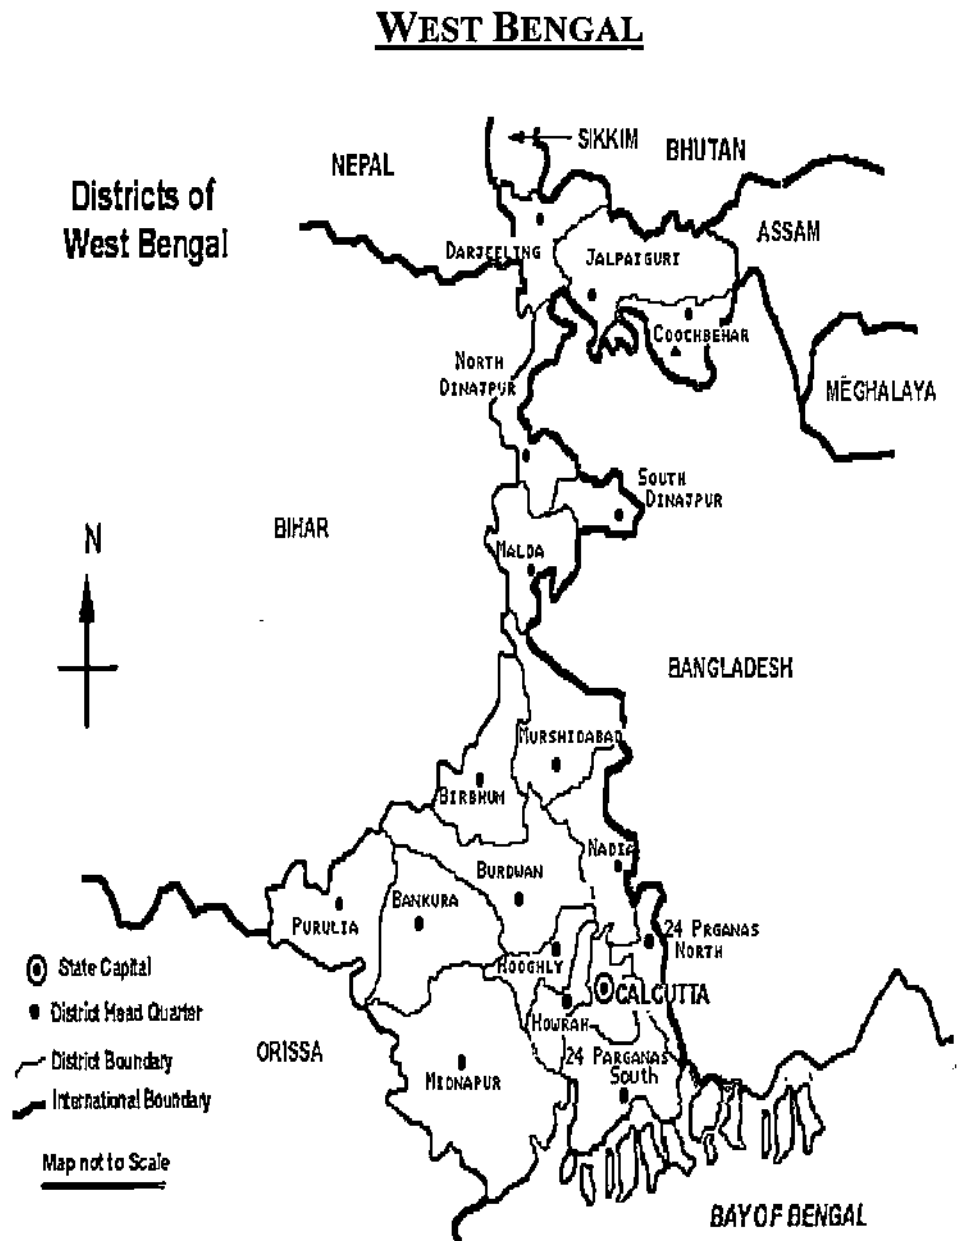 WEST BENGAL
SIKKIM
BHUTAN
NEPAL
Districts of
West Bengal
ASSAM
DARJEELING
JALPAIGURI
COOCHBEHAR
NORTH
DINAJPUR
MEGHALAYA
SOUTH
DINAJPUR
BIHAR
N
MALDA
BANGLADESH
MURSHIDABAD
BIRBHUM
NADIA
BURDWAN
BANKURA
PURULIA
24 PRGANAS
NORTH
HOOGHLY
State Capital
CALCUTTA
District Head Quarter
HOWRAH
ORISSA
24 PARGANAS
SOUTH
District Boundary
MIDNAPUR
International Boundary
Map not to Scale
BAY OF BENGAL